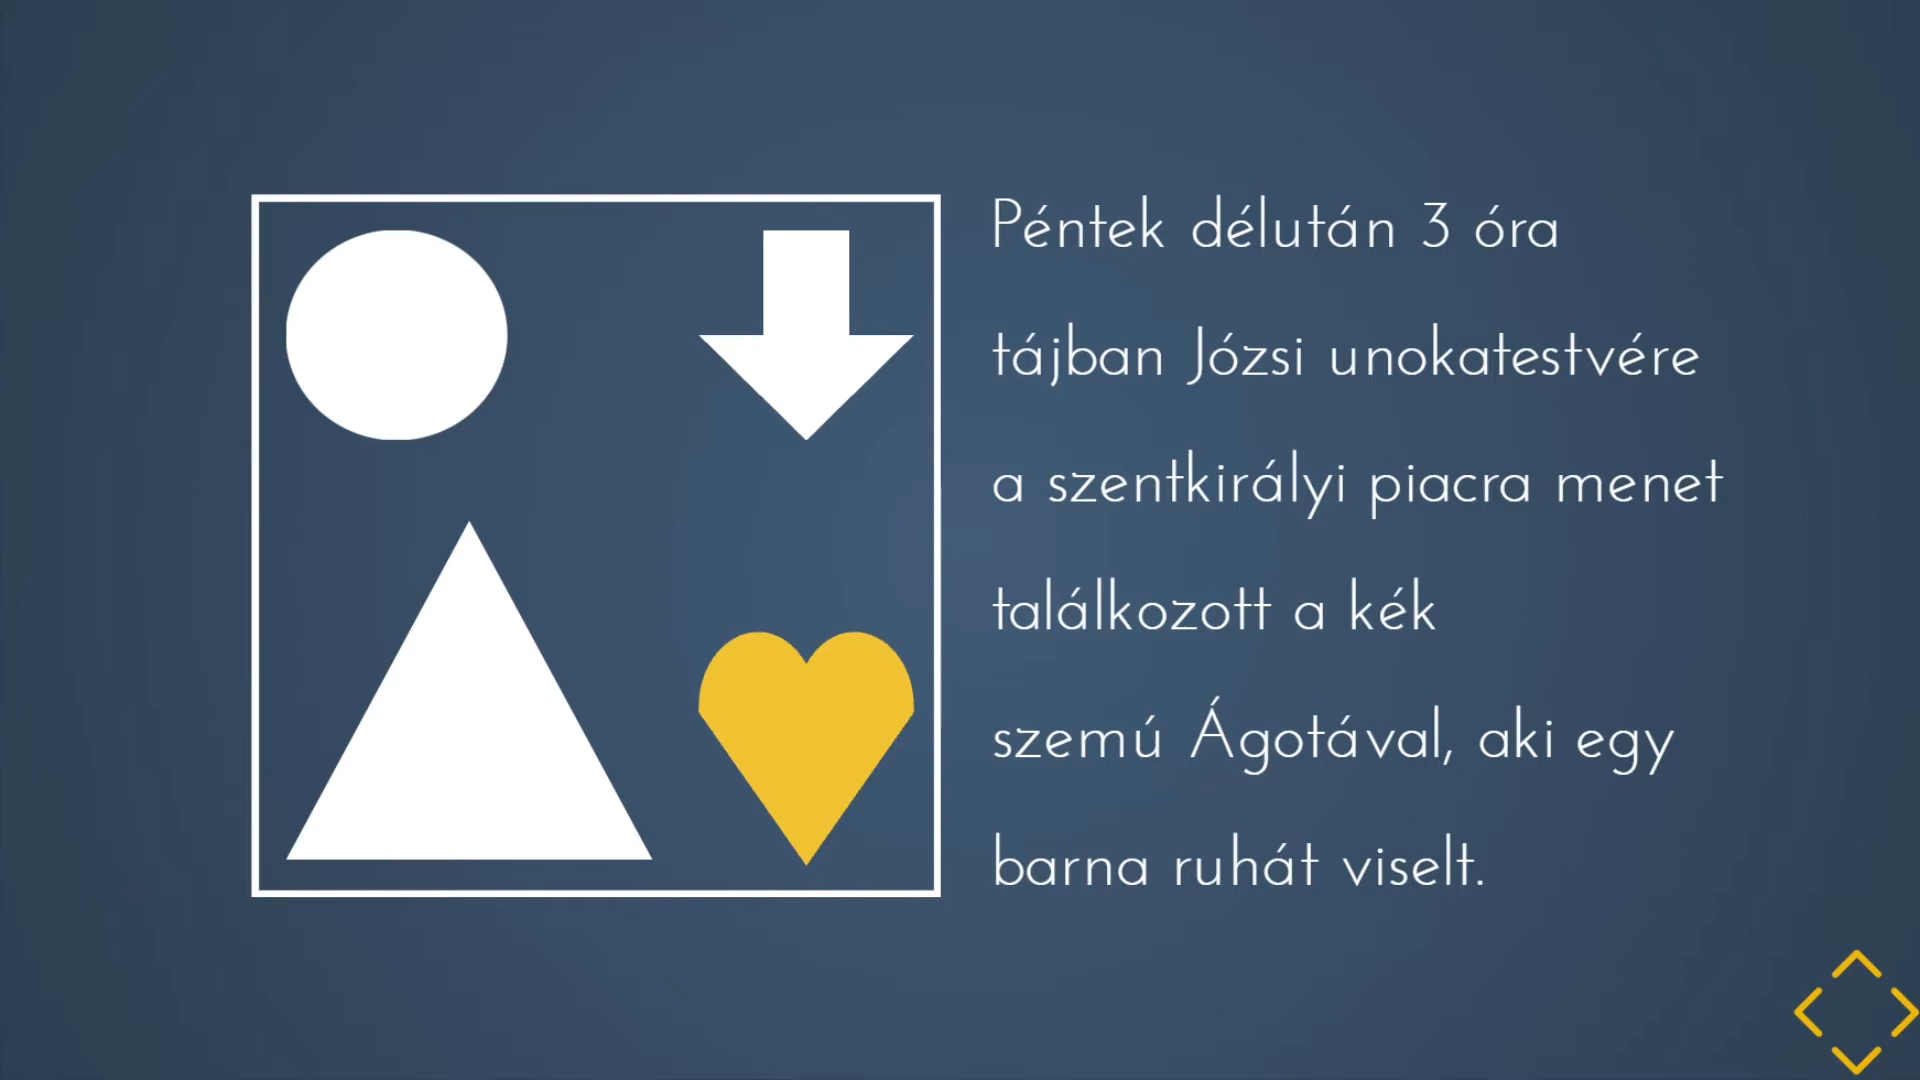 Péntek délután 3 óra
tájban Józsi unokatestvére
a szentkirályi piacra menet
találkozott a kék
szemú Ágotával, aki egy
barna ruhát viselt.